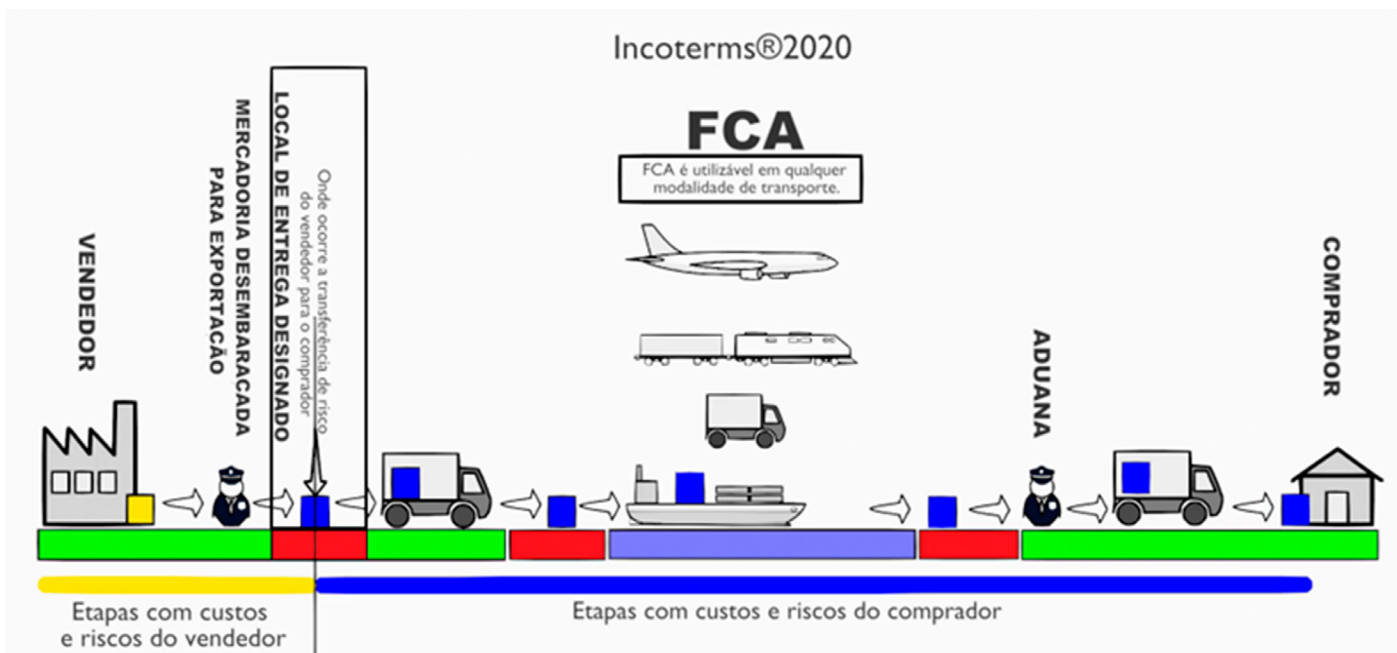 Incoterms®2020
FCA
FCA é utilizável em qualquer
modalidade de transporte.
VENDEDOR
MERCADORIA DESEMBARACADA
PARA EXPORTACÃO
LOCAL DE ENTREGA DESIGNADO
Onde ocorre a transferência de risco
do vendedor para o comprador
ADUANA
COMPRADOR
Etapas com custos
e riscos do vendedor
Etapas com custos e riscos do comprador